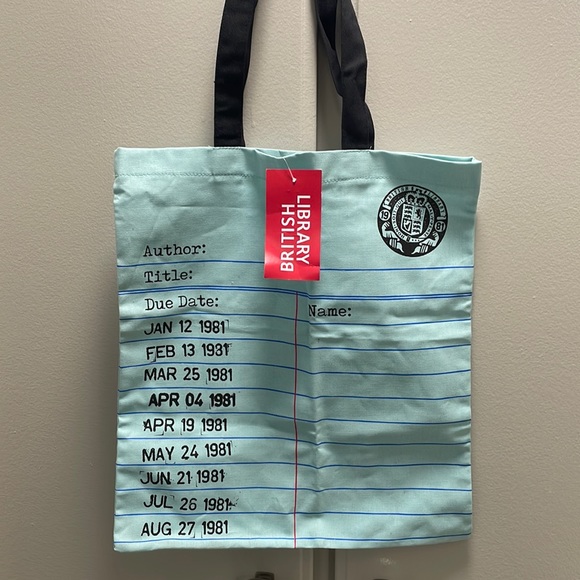 LIBRARY
BRITISH
Author:
Title:
Due Date:
Name:
JAN 12 1981
FEB 13 1981
MAR 25 1981
APR 04 1981
APR 19 1981
MAY 24 1981
JUN 21 1981
JUL 26 1981
AUG 27 1981